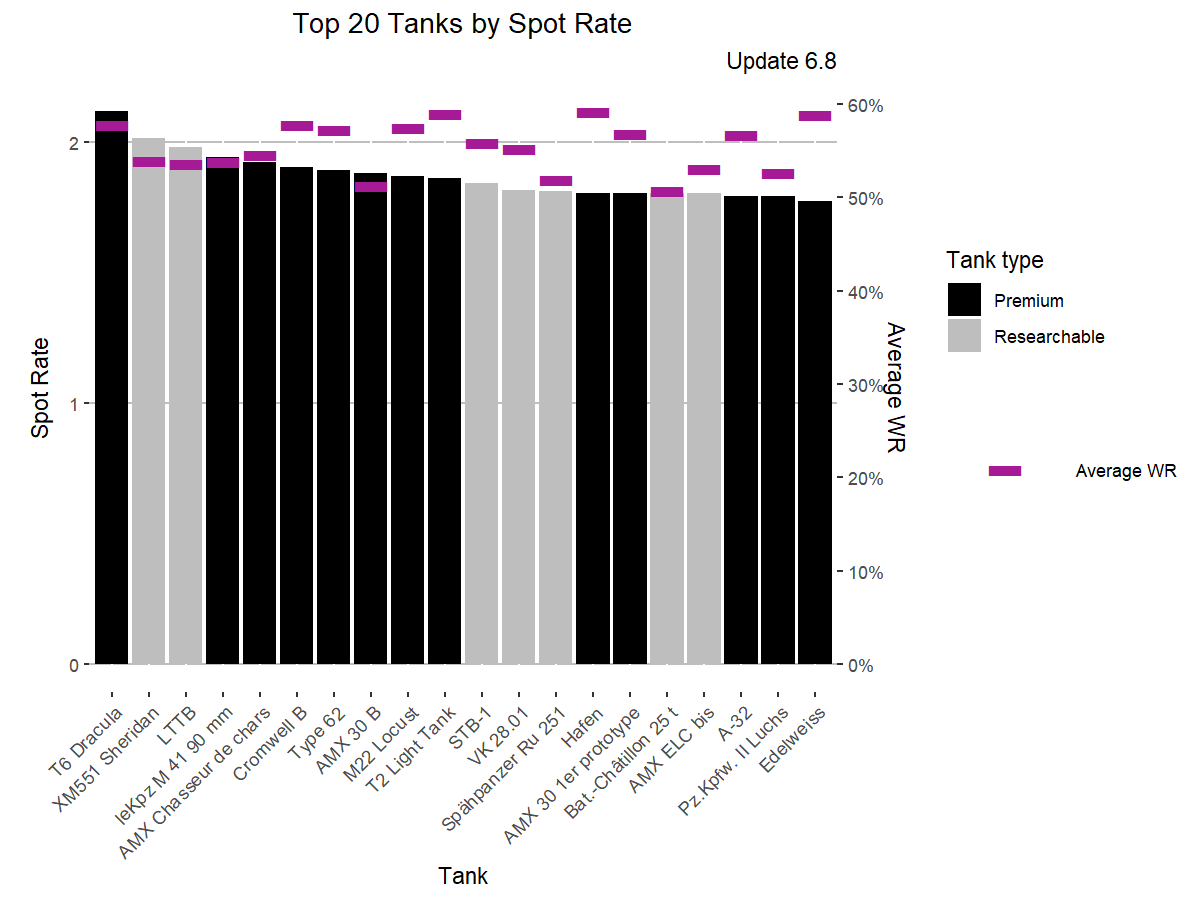 Top 20 Tanks by Spot Rate
Update 6.8
Spot Rate
2
1
0
60%
50%
40%
30%
20%
10%
0%
Average WR
T6 Dracula
XM551 Sheridan
LTTB
leKpz M 41 90 mm
AMX Chasseur de chars
Cromwell B
Type 62
AMX 30 B
M22 Locust
T2 Light Tank
STB-1
VK 28.01
Spähpanzer Ru 251
Hafen
AMX 30 1er prototype
Bat.-Châtillon 25 t
AMX ELC bis
A-32
Pz.Kpfw. II Luchs
Edelweiss
Tank
Tank type
Premium
Researchable
Average WR